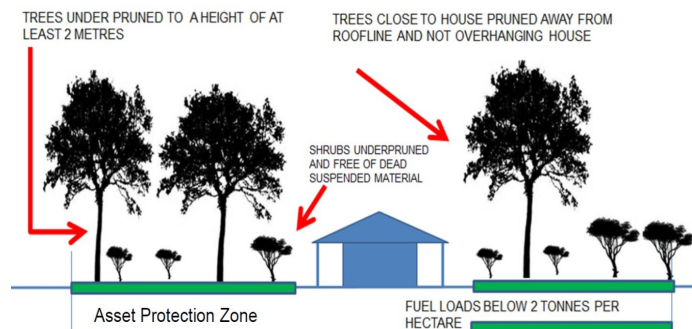 TREES UNDER PRUNED TO A HEIGHT OF AT
LEAST 2 METRES
TREES CLOSE TO HOUSE PRUNED AWAY FROM
ROOFLINE AND NOT OVERHANGING HOUSE
SHRUBS UNDERPRUNED
AND FREE OF DEAD
SUSPENDED MATERIAL
Asset Protection Zone
FUEL LOADS BELOW 2 TONNES PER
HECTARE